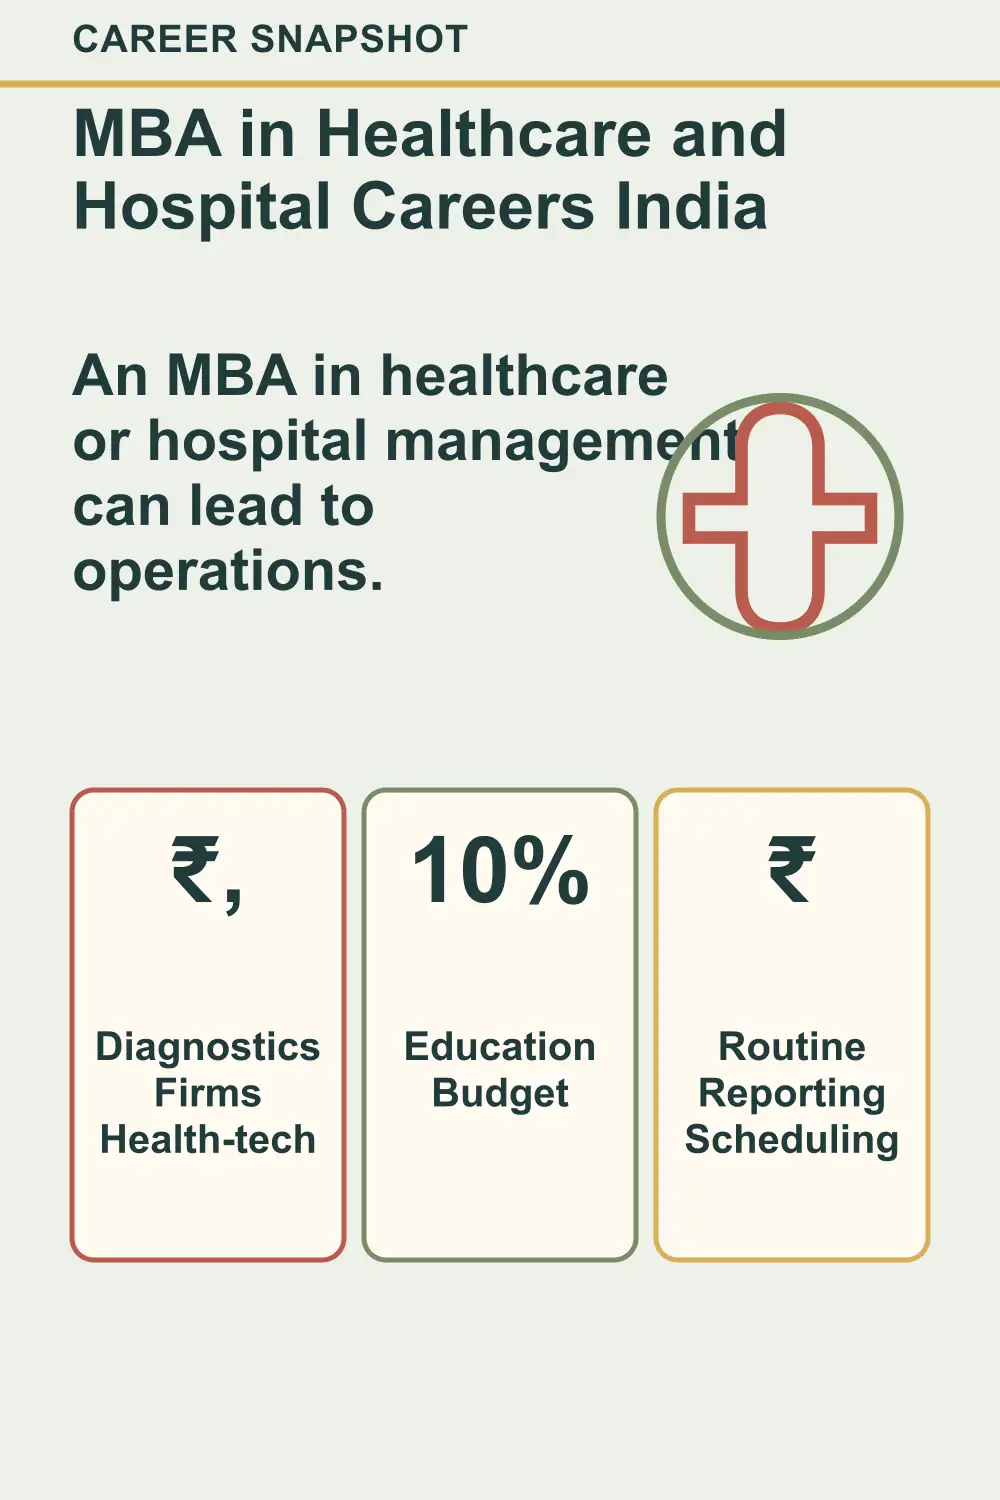 CAREER SNAPSHOT
MBA in Healthcare and
Hospital Careers India
An MBA in healthcare
or hospital management
can lead to
operations.
₹,
Diagnostics
Firms
Health-tech
10%
Education
Budget
₹
Routine
Reporting
Scheduling